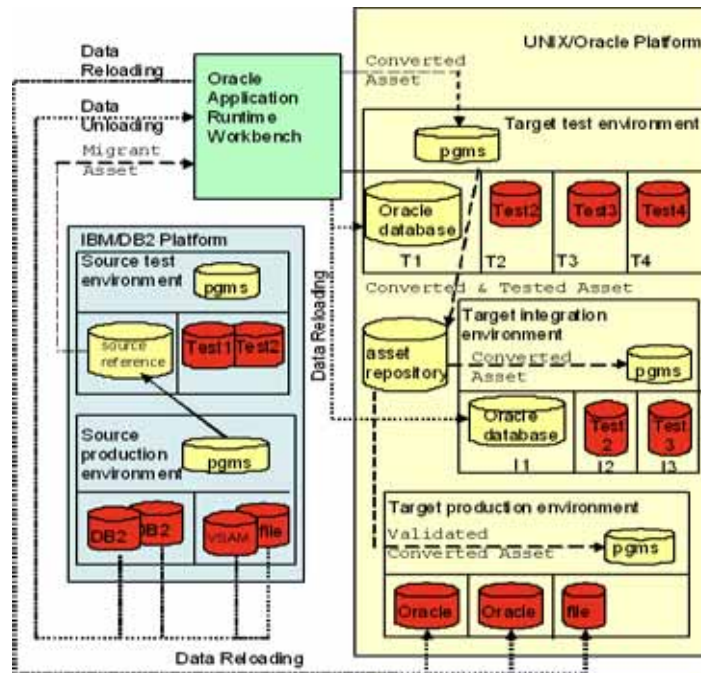 Data
Reloading
Data
Unloading
Migrant
Asset
Oracle
Application
Runtime
Workbench
Converted
Asset
UNIX/Oracle Platform
Target test environment
pgms
Oracle
database
Test2
Test3
Test4
T1
T2
T3
T4
Converted & Tested Asset
IBM/DB2 Platform
Source test
environment
pgms
source
reference
Test1
Test2
Source
production
environment
pgms
DB2
DB2
VSAM
file
Data Reloading
asset
repository
Target integration
environment
Converted
Asset
pgms
Oracle
database
Test
2
Test
3
I1
I2
I3
Target production environment
Validated
Converted Asset
pgms
Oracle
Oracle
file
Data Reloading